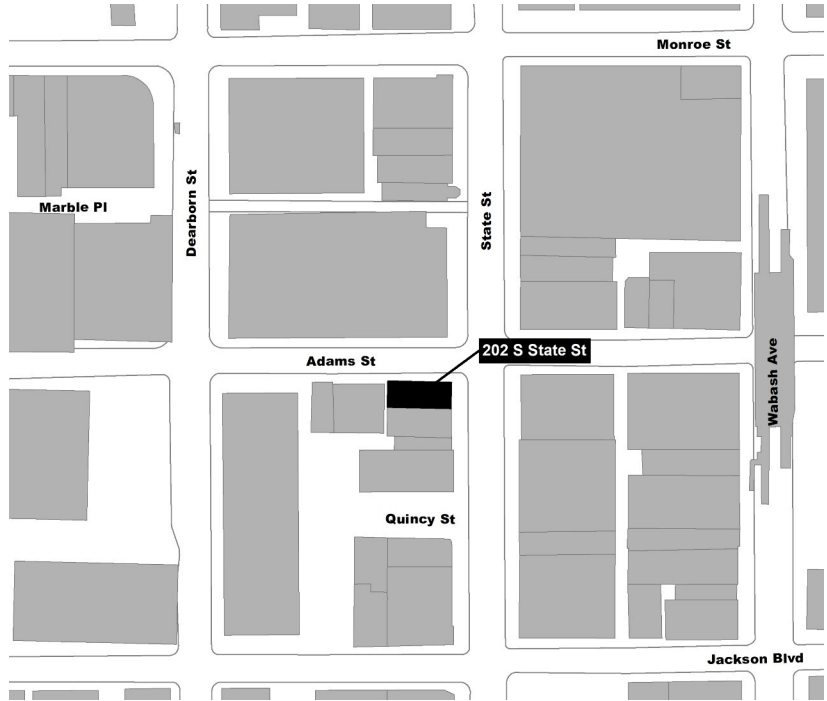 Monroe St
Dearborn St
Marble Pl
State St
202 S State St
Adams St
Wabash Ave
Quincy St
Jackson Blvd